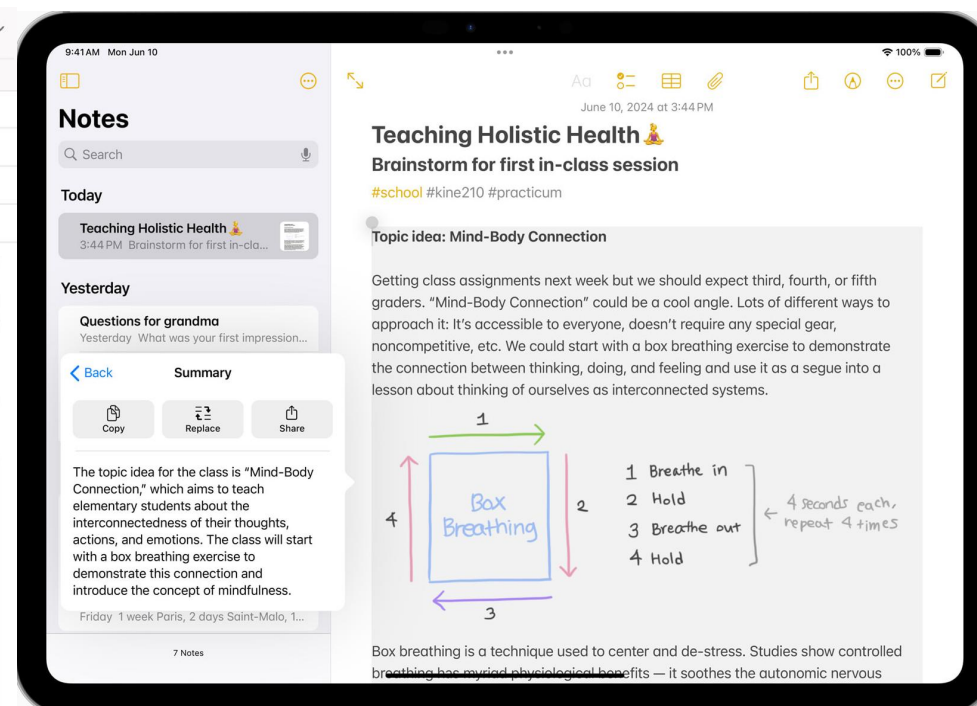 9:41 AM Mon Jun 10
100%
Notes
Search
Today
Teaching Holistic Health
3:44 PM Brainstorm for first in-cla...
Yesterday
Questions for grandma
Yesterday What was your first impression...
Back
Summary
Copy
Replace
Share
The topic idea for the class is “Mind-Body
Connection,” which aims to teach
elementary students about the
interconnectedness of their thoughts,
actions, and emotions. The class will start
with a box breathing exercise to
demonstrate this connection and
introduce the concept of mindfulness.
Friday 1 week Paris, 2 days Saint-Malo, 1...
7 Notes
Aa
June 10, 2024 at 3:44 PM
Teaching Holistic Health🧘
Brainstorm for first in-class session
#school #kine210 #practicum
Topic idea: Mind-Body Connection
Getting class assignments next week but we should expect third, fourth, or fifth
graders. “Mind-Body Connection” could be a cool angle. Lots of different ways to
approach it: It’s accessible to everyone, doesn’t require any special gear,
noncompetitive, etc. We could start with a box breathing exercise to demonstrate
the connection between thinking, doing, and feeling and use it as a segue into a
lesson about thinking of ourselves as interconnected systems.
1
2
3
4
Box
Breathing
1 Breathe in
2 Hold
3 Breathe out
4 Hold
← 4 seconds each,
repeat 4 times
Box breathing is a technique used to center and de-stress. Studies show controlled
breathing has myriad physiological benefits — it soothes the autonomic nervous